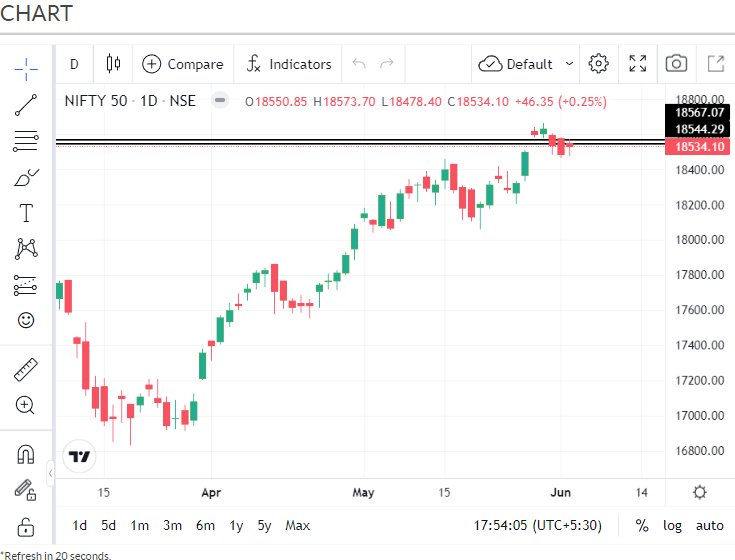 CHART
D Compare Indicators Default
NIFTY 50 · 1D · NSE O18550.85 H18573.70 L18478.40 C18534.10 +46.35 (+0.25%)
18800.00
18567.07
18544.29
18534.10
18400.00
18200.00
18000.00
17800.00
17600.00
17400.00
17200.00
17000.00
16800.00
15 Apr May 15 Jun 14
1d 5d 1m 3m 6m 1y 5y Max 17:54:05 (UTC+5:30) % log auto
*Refresh in 20 seconds.